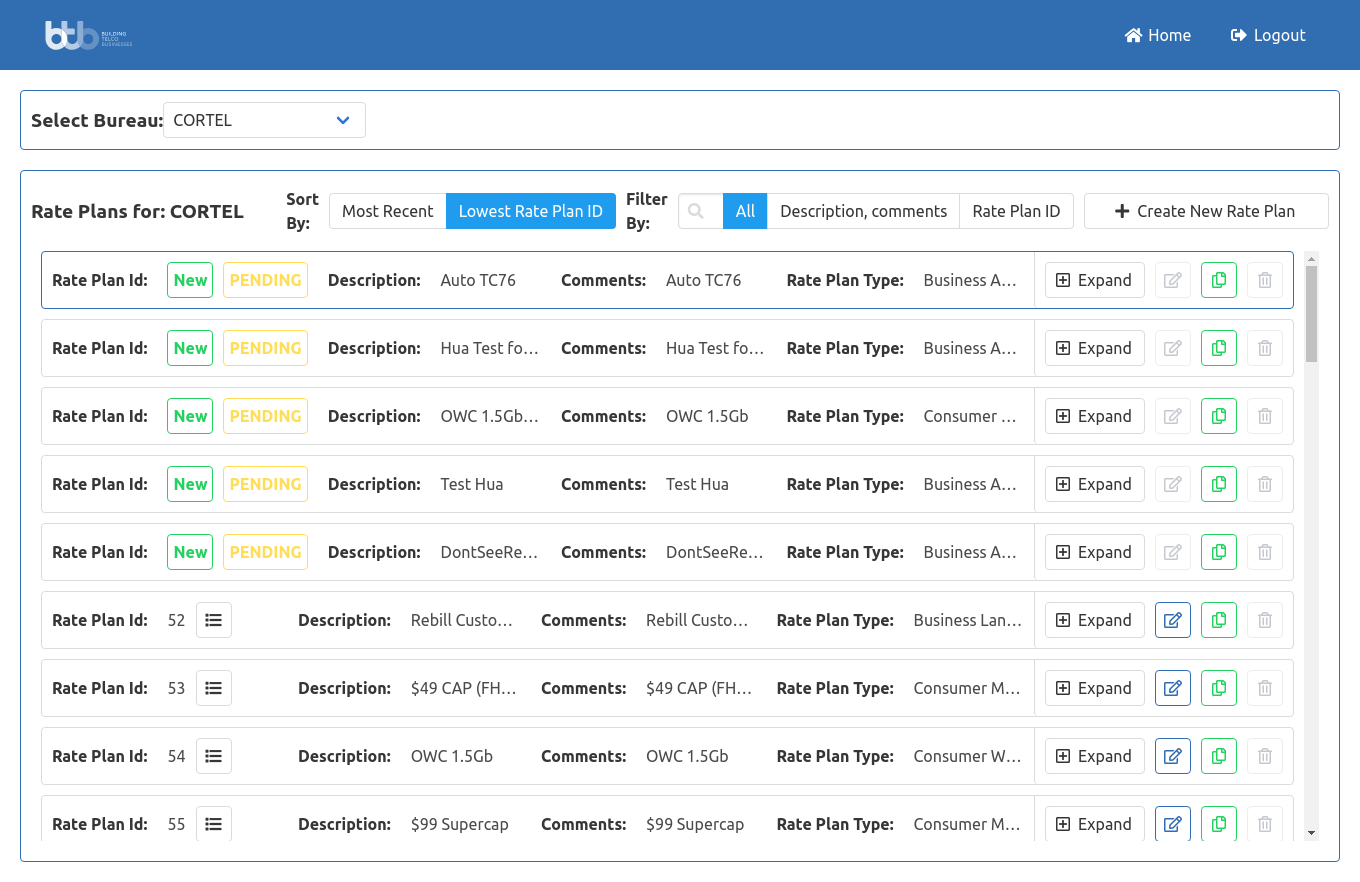 btb BUILDING TELCO BUSINESSES
Home Logout
Select Bureau: CORTEL
Rate Plans for: CORTEL Sort By: Most Recent Lowest Rate Plan ID Filter By: All Description, comments Rate Plan ID Create New Rate Plan
Rate Plan Id: New PENDING Description: Auto TC76 Comments: Auto TC76 Rate Plan Type: Business A... Expand
Rate Plan Id: New PENDING Description: Hua Test fo... Comments: Hua Test fo... Rate Plan Type: Business A... Expand
Rate Plan Id: New PENDING Description: OWC 1.5Gb... Comments: OWC 1.5Gb Rate Plan Type: Consumer ... Expand
Rate Plan Id: New PENDING Description: Test Hua Comments: Test Hua Rate Plan Type: Business A... Expand
Rate Plan Id: New PENDING Description: DontSeeRe... Comments: DontSeeRe... Rate Plan Type: Business A... Expand
Rate Plan Id: 52 Description: Rebill Custo... Comments: Rebill Custo... Rate Plan Type: Business Lan... Expand
Rate Plan Id: 53 Description: $49 CAP (FH... Comments: $49 CAP (FH... Rate Plan Type: Consumer M... Expand
Rate Plan Id: 54 Description: OWC 1.5Gb Comments: OWC 1.5Gb Rate Plan Type: Consumer W... Expand
Rate Plan Id: 55 Description: $99 Supercap Comments: $99 Supercap Rate Plan Type: Consumer M... Expand